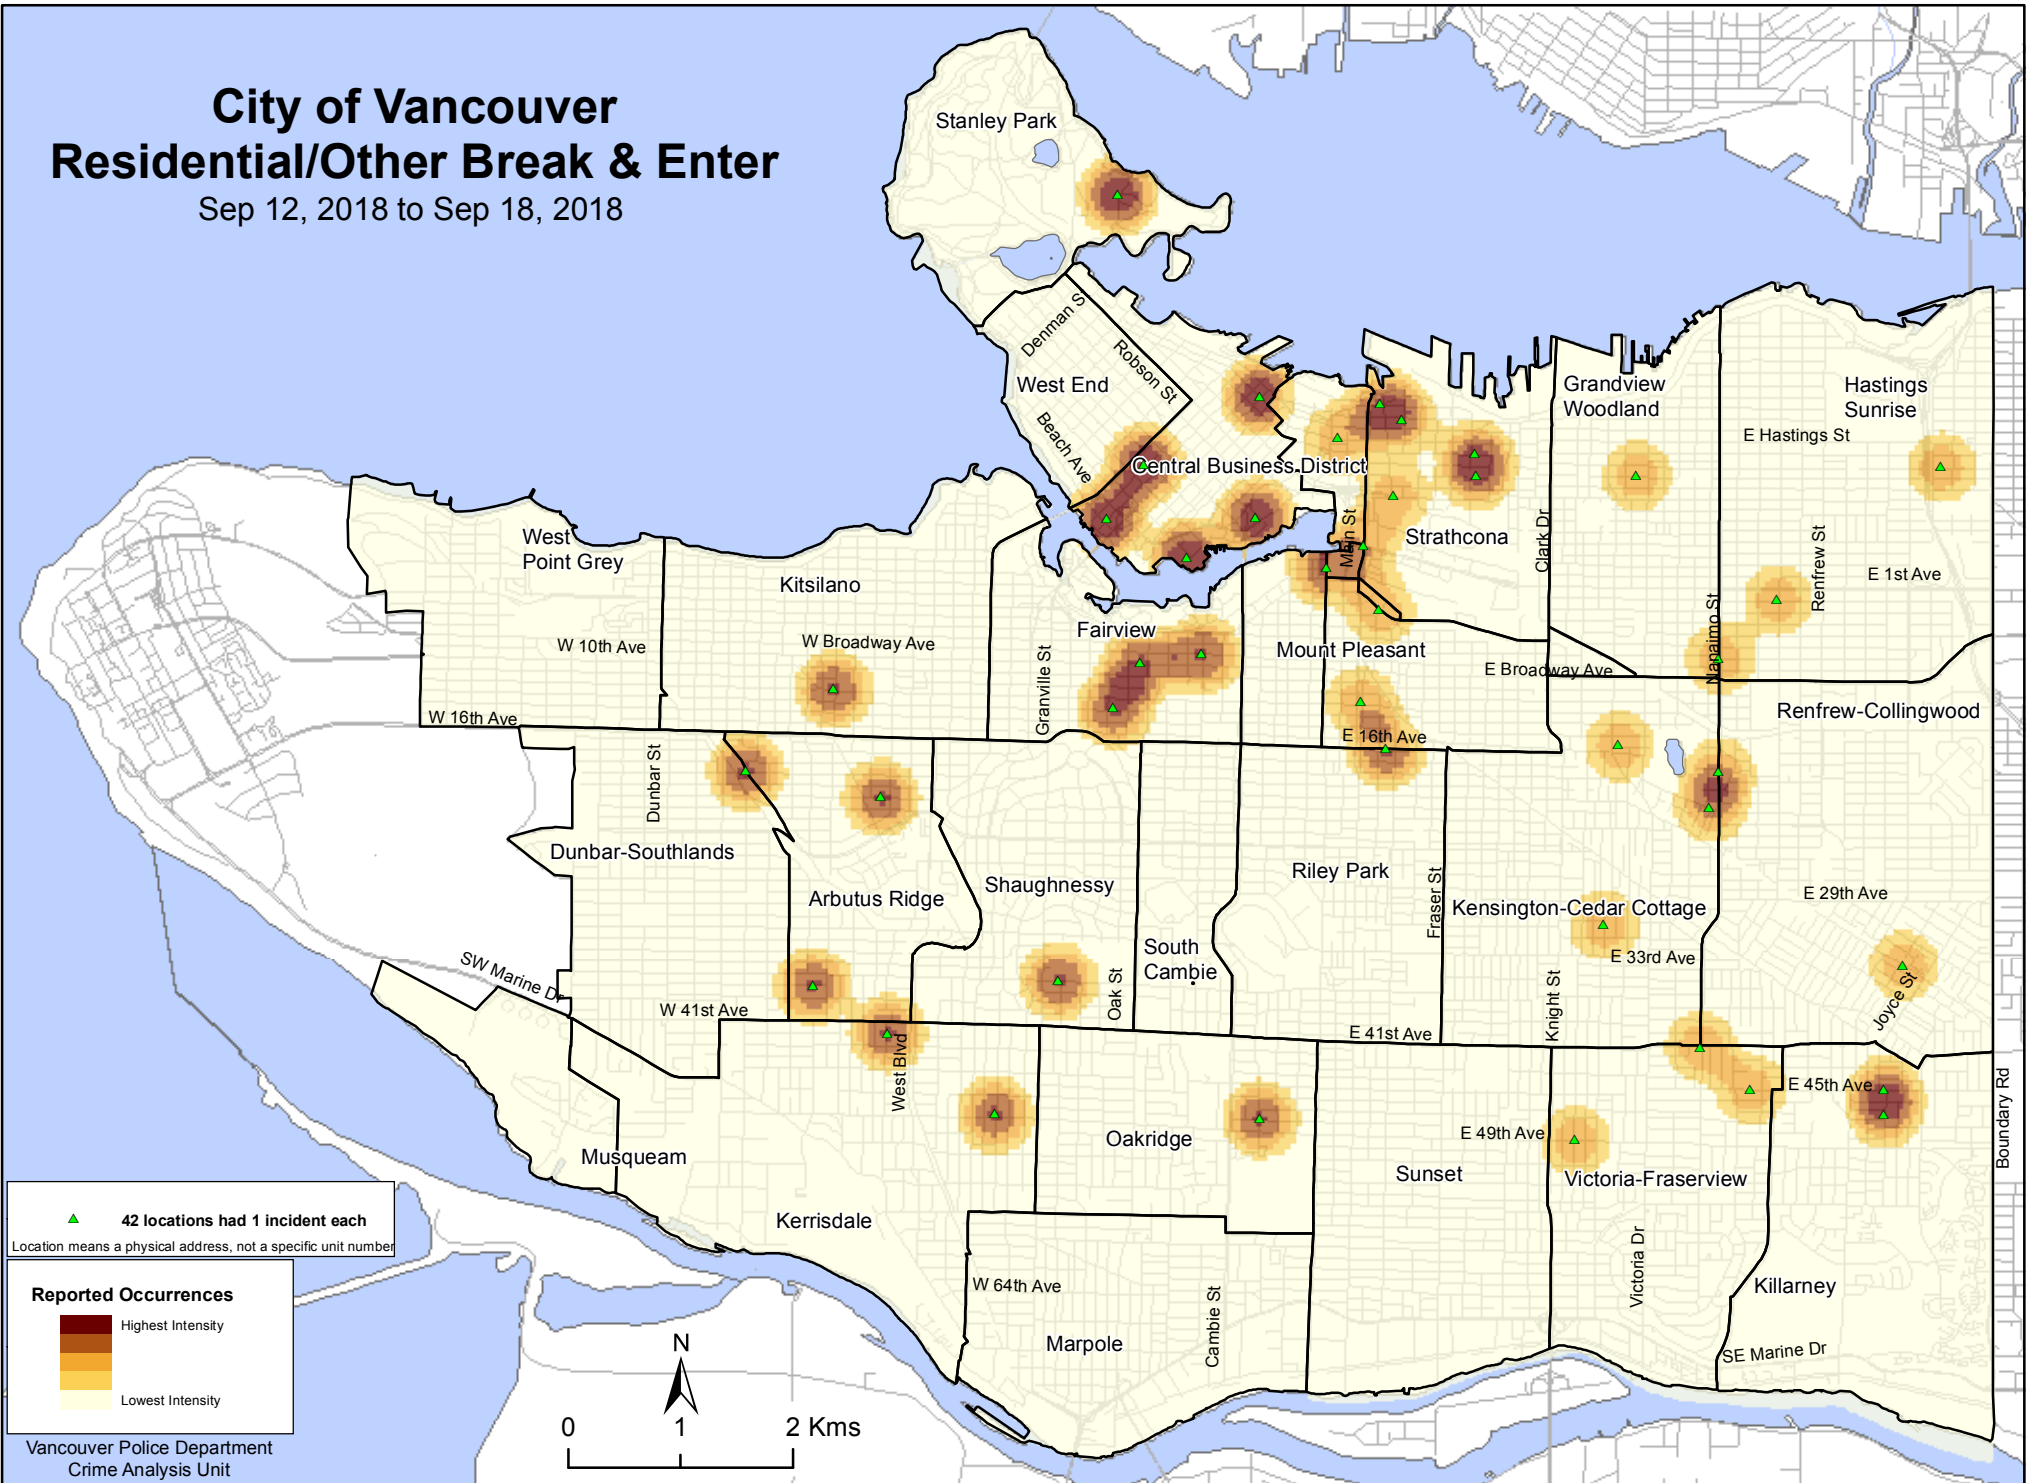 City of Vancouver
Residential/Other Break & Enter
Sep 12, 2018 to Sep 18, 2018
Stanley Park
Denman S
Robson St
West End
Beach Ave
Central Business District
Grandview
Woodland
Hastings
Sunrise
E Hastings St
West
Point Grey
Kitsilano
Main St
Strathcona
Clark Dr
Renfrew St
E 1st Ave
W 10th Ave
W Broadway Ave
Fairview
Granville St
Mount Pleasant
E Broadway Ave
Nanaimo St
W 16th Ave
E 16th Ave
Renfrew-Collingwood
Dunbar St
Dunbar-Southlands
Arbutus Ridge
Shaughnessy
Riley Park
Fraser St
Kensington-Cedar Cottage
E 29th Ave
South
Cambie
E 33rd Ave
SW Marine Dr
W 41st Ave
Oak St
E 41st Ave
Knight St
Joyce St
West Blvd
E 45th Ave
Boundary Rd
Musqueam
Oakridge
E 49th Ave
Sunset
Victoria-Fraserview
Kerrisdale
Victoria Dr
W 64th Ave
Cambie St
Killarney
Marpole
SE Marine Dr
42 locations had 1 incident each
Location means a physical address, not a specific unit number
Reported Occurrences
Highest Intensity
Lowest Intensity
N
0 1 2 Kms
Vancouver Police Department
Crime Analysis Unit